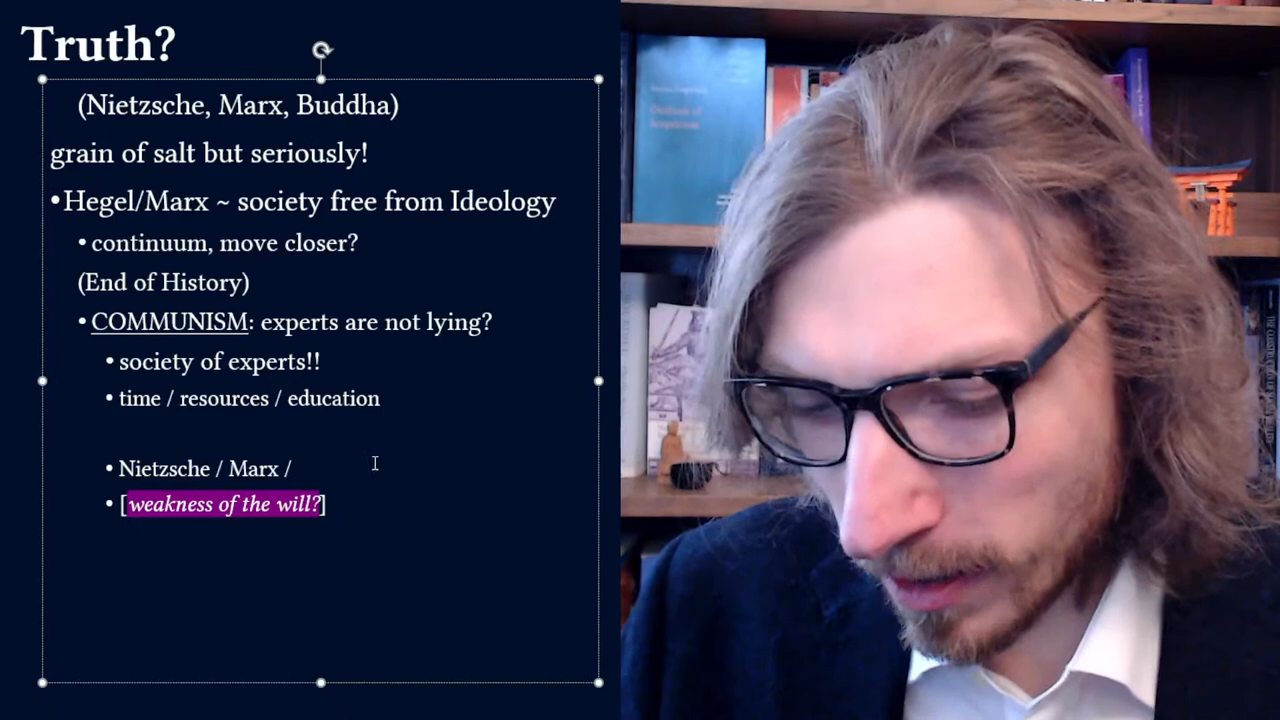 Truth?
(Nietzsche, Marx, Buddha)
grain of salt but seriously!
•Hegel/Marx ~ society free from Ideology
• continuum, move closer?
(End of History)
• COMMUNISM: experts are not lying?
• society of experts!!
• time / resources / education
• Nietzsche / Marx /
• [weakness of the will?]